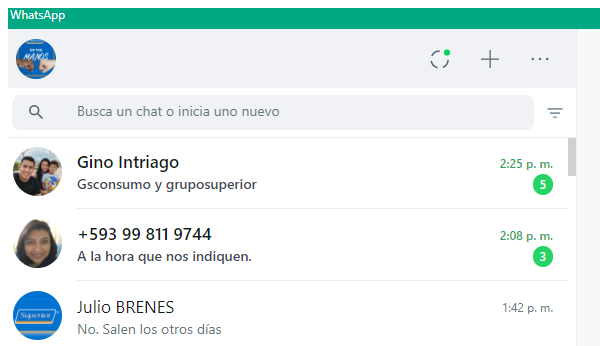 WhatsApp
EN TUS
MANOS
Busca un chat o inicia uno nuevo
Gino Intriago
2:25 p. m.
Gsconsumo y gruposuperior
5
+593 99 811 9744
2:08 p. m.
A la hora que nos indiquen.
3
Superior
Julio BRENES
1:42 p. m.
No. Salen los otros días